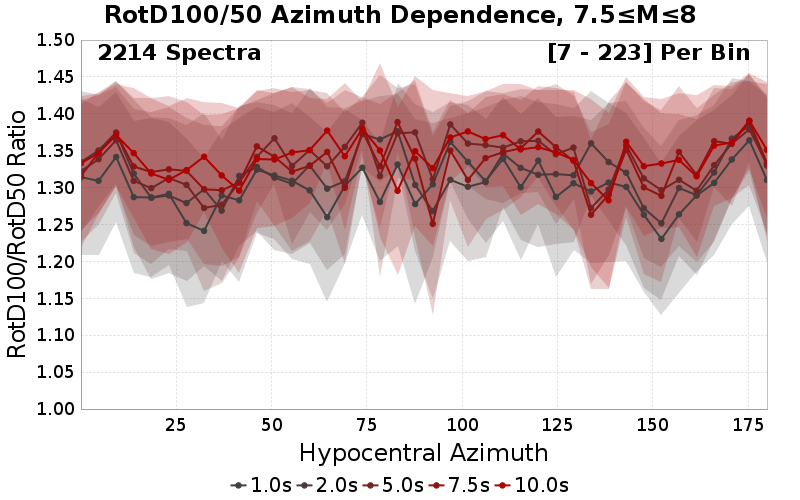 RotD100/50 Azimuth Dependence, 7.5≤M≤8
2214 Spectra
[7 - 223] Per Bin
RotD100/RotD50 Ratio
1.50
1.45
1.40
1.35
1.30
1.25
1.20
1.15
1.10
1.05
1.00
25 50 75 100 125 150 175
Hypocentral Azimuth
1.0s 2.0s 5.0s 7.5s 10.0s